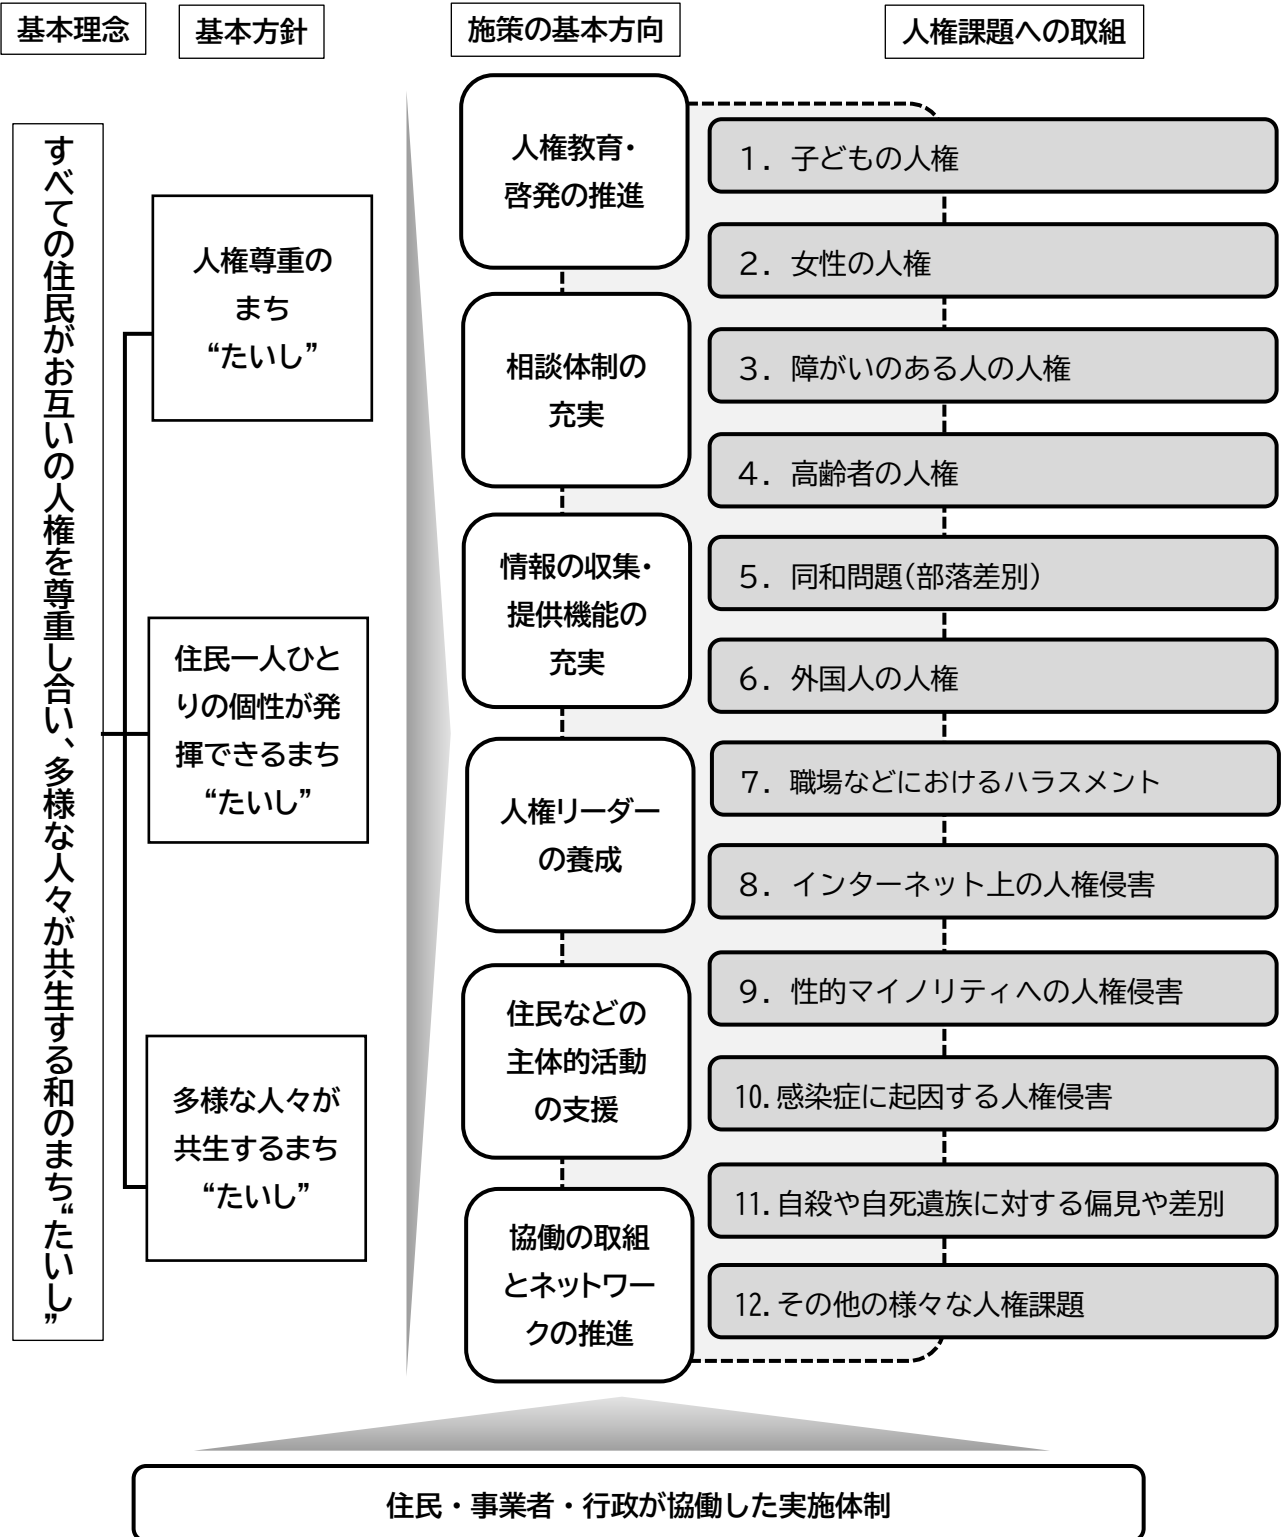 基本理念
基本方針
施策の基本方向
人権課題への取組
すべての住民がお互いの人権を尊重し合い、多様な人々が共生する和のまち“たいし”
人権尊重の
まち
“たいし”
住民一人ひと
りの個性が発
揮できるまち
“たいし”
多様な人々が
共生するまち
“たいし”
人権教育・
啓発の推進
相談体制の
充実
情報の収集・
提供機能の
充実
人権リーダー
の養成
住民などの
主体的活動
の支援
協働の取組
とネットワー
クの推進
1．子どもの人権
2．女性の人権
3．障がいのある人の人権
4．高齢者の人権
5．同和問題(部落差別)
6．外国人の人権
7．職場などにおけるハラスメント
8．インターネット上の人権侵害
9．性的マイノリティへの人権侵害
10.感染症に起因する人権侵害
11.自殺や自死遺族に対する偏見や差別
12.その他の様々な人権課題
住民・事業者・行政が協働した実施体制